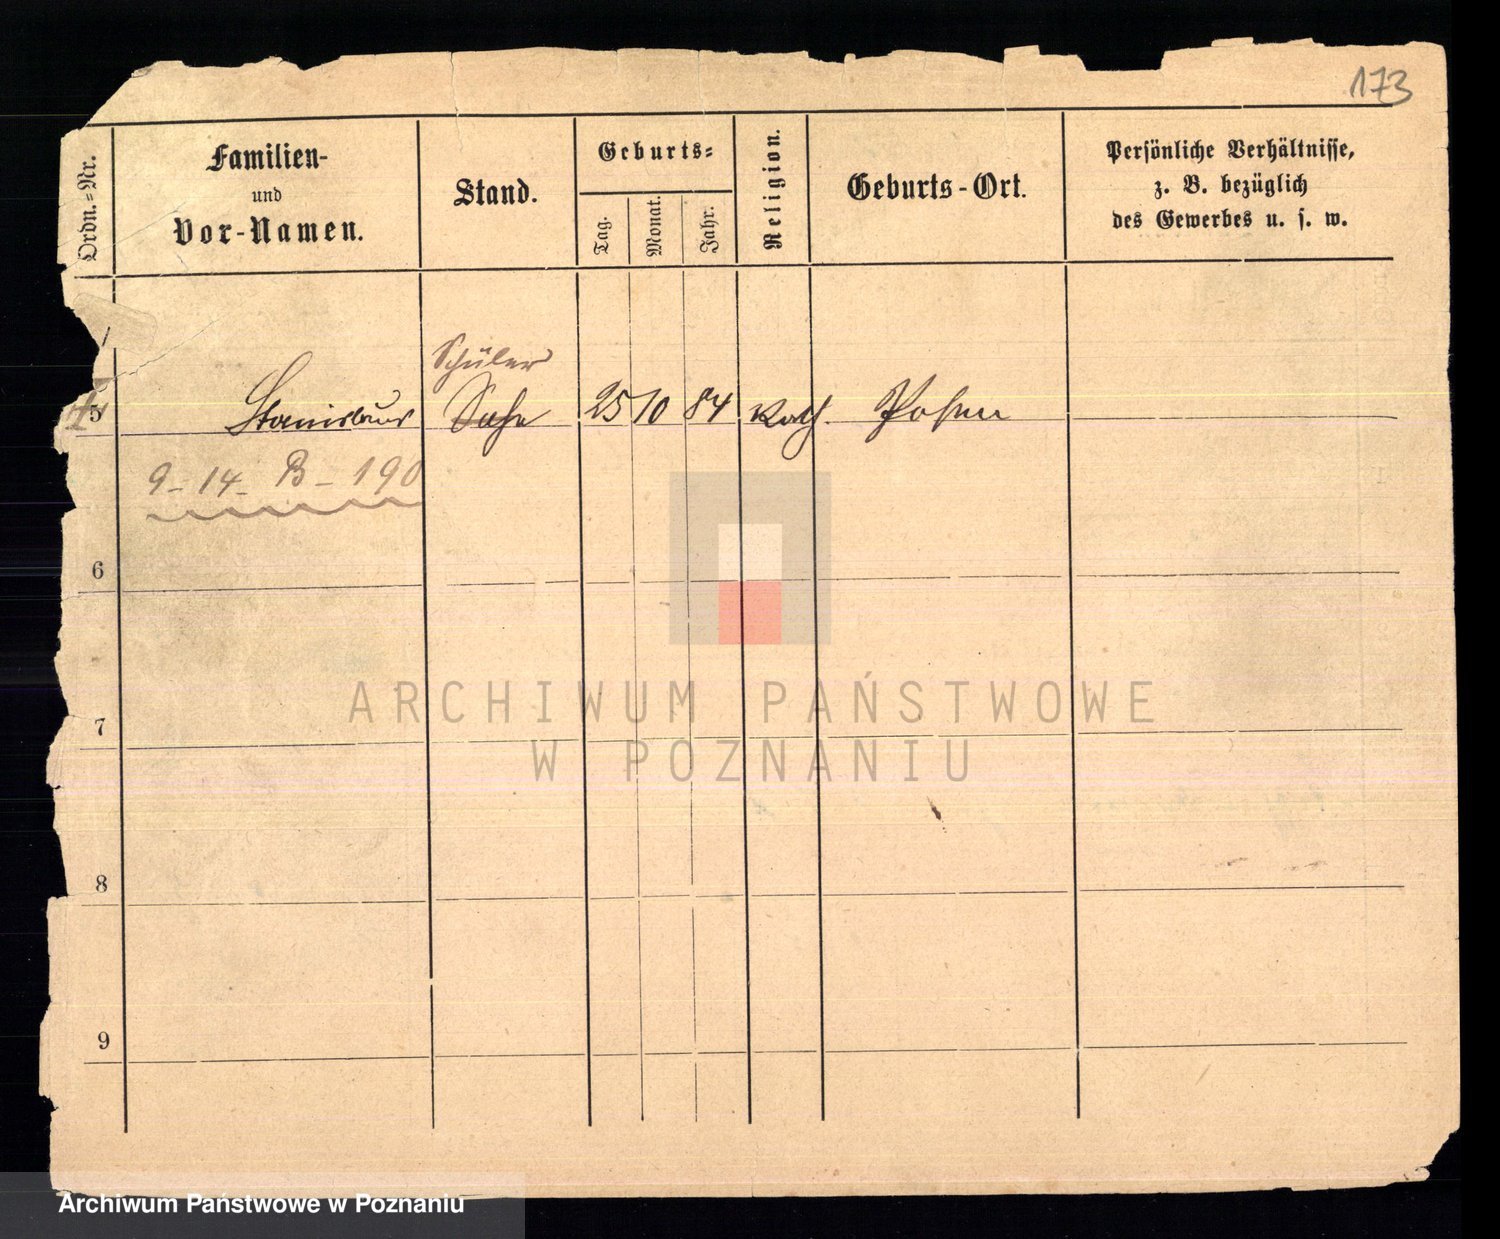 173
Ordn.-Nr.
Familien-
und
Vor-Namen.
Stand.
Geburts-
Tag.
Monat.
Jahr.
Religion.
Geburts-Ort.
Persönliche Verhältnisse,
z. B. bezüglich
des Gewerbes u. s. w.
Schüler
5 Stanislaus Sohn 25 10 84 Kath. Posen
9 - 14 - B - 190
6
7
8
9
ARCHIWUM PAŃSTWOWE
W POZNANIU
Archiwum Państwowe w Poznaniu